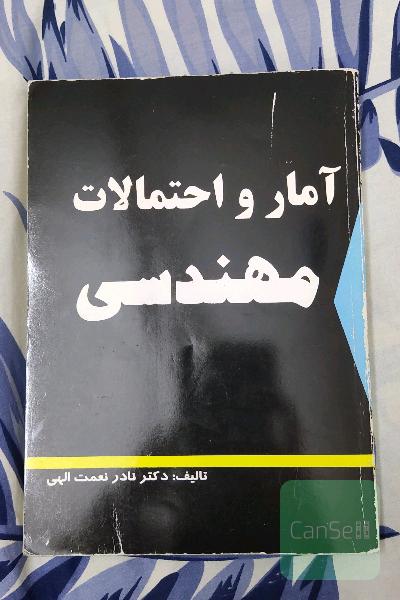 آمار و احتمالات
مهندسی
تالیف: دکتر نادر نعمت الهی
CanSell